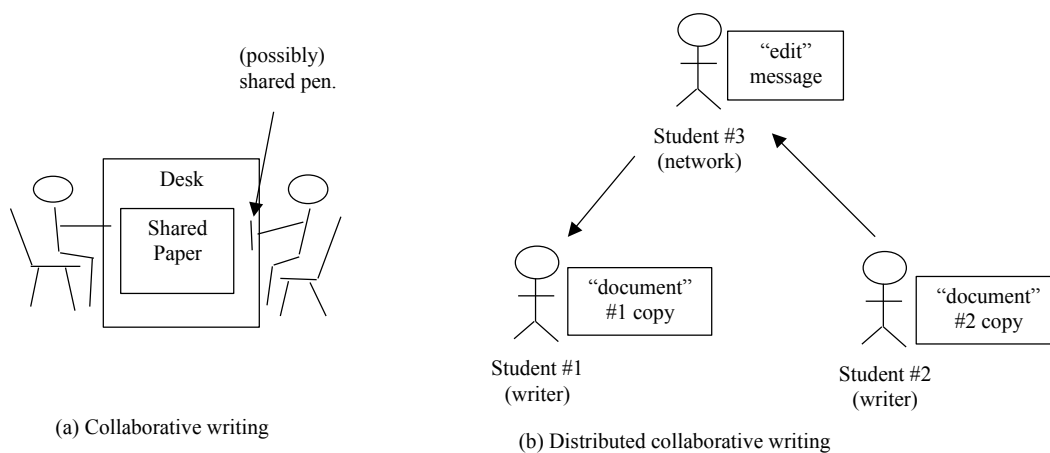 (possibly)
shared pen.
Desk
Shared
Paper
(a) Collaborative writing
“edit”
message
Student #3
(network)
“document”
#1 copy
Student #1
(writer)
“document”
#2 copy
Student #2
(writer)
(b) Distributed collaborative writing